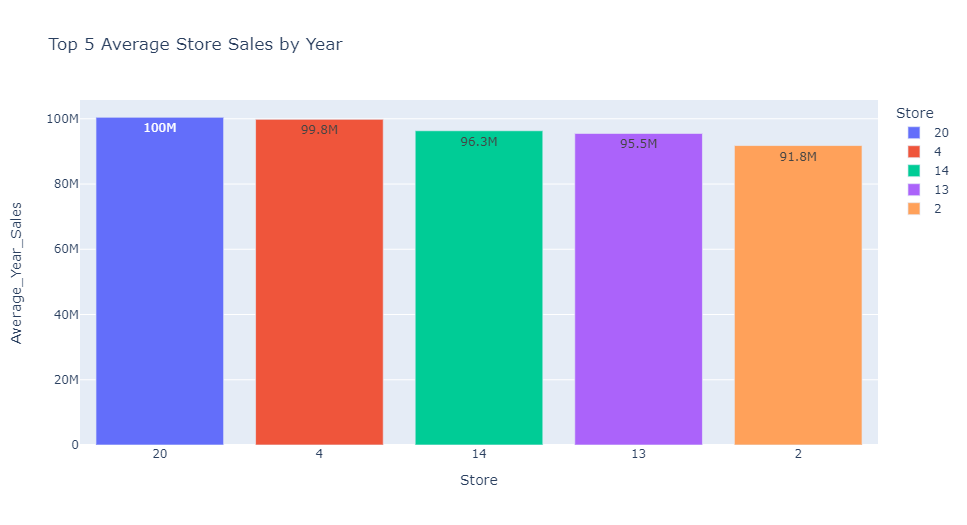 Top 5 Average Store Sales by Year
Average_Year_Sales
100M
80M
60M
40M
20M
0
100M
99.8M
96.3M
95.5M
91.8M
20
4
14
13
2
Store
Store
20
4
14
13
2